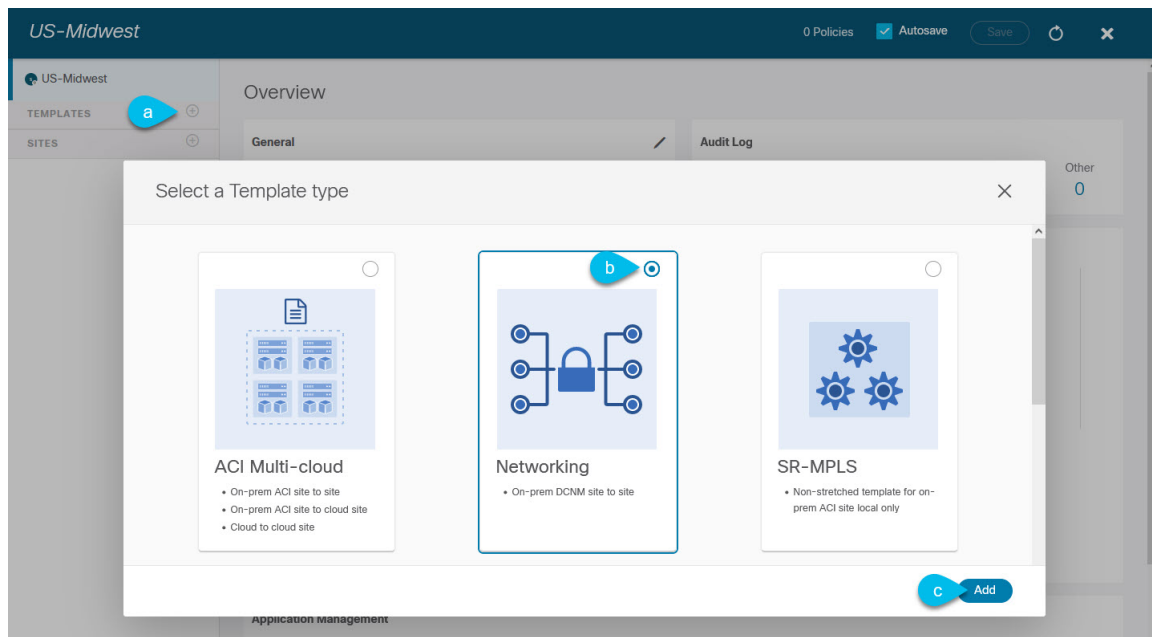 US-Midwest
0 Policies
Autosave
Save
US-Midwest
TEMPLATES
a
SITES
Overview
General
Audit Log
Other
0
Select a Template type
b
ACI Multi-cloud
• On-prem ACI site to site
• On-prem ACI site to cloud site
• Cloud to cloud site
Networking
• On-prem DCNM site to site
SR-MPLS
• Non-stretched template for on-
prem ACI site local only
c
Add
Application Management